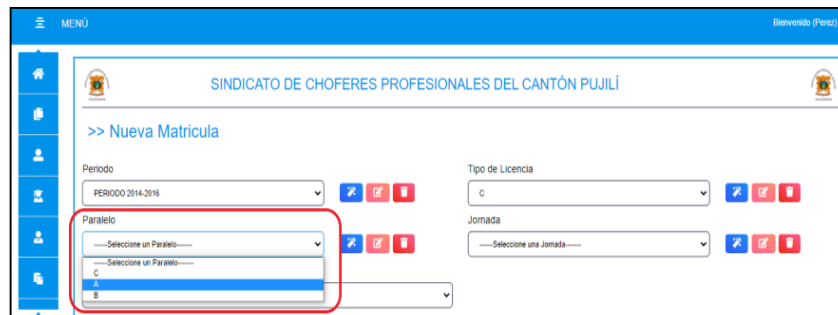 MENÚ
Bienvenido (Perez)
SINDICATO DE CHOFERES PROFESIONALES DEL CANTÓN PUJILÍ
>> Nueva Matricula
Periodo
Tipo de Licencia
PERIODO 2014-2016
C
Paralelo
Jornada
------Seleccione un Paralelo-------
------Seleccione una Jornada-------
------Seleccione un Paralelo-------
C
A
B